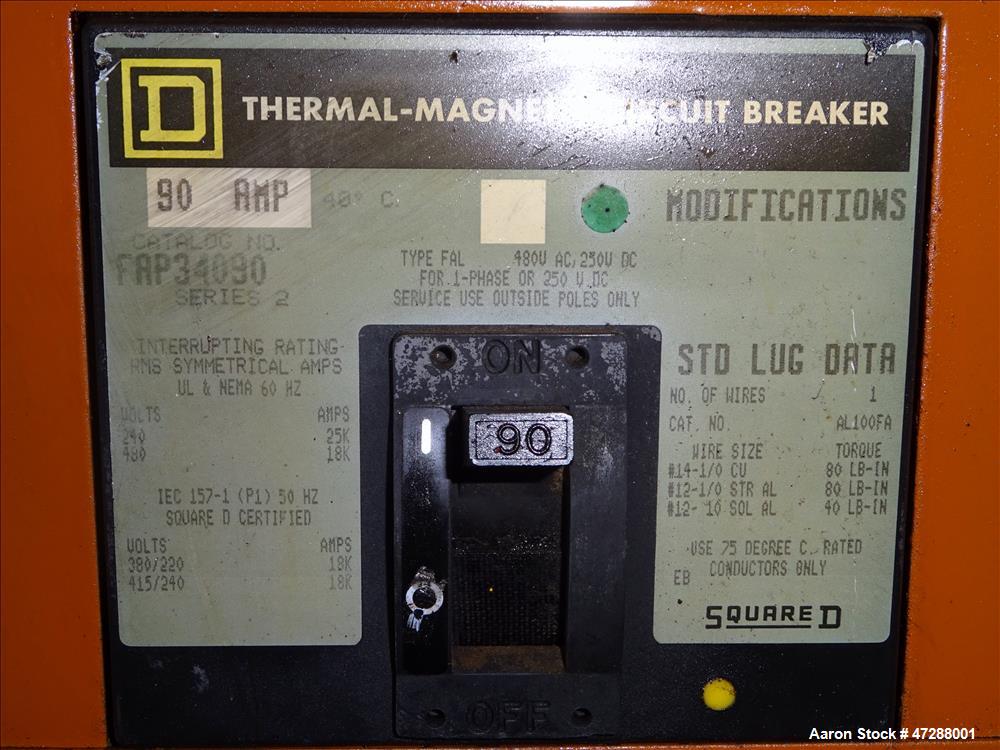 D
THERMAL-MAGNE CUIT BREAKER
90 AMP 40° C
MODIFICATIONS
CATALOG NO.
FAP34090
SERIES 2
TYPE FAL 480V AC, 250V DC
FOR 1-PHASE OR 250 V.DC
SERVICE USE OUTSIDE POLES ONLY
INTERRUPTING RATING-
RMS SYMMETRICAL AMPS
UL & NEMA 60 HZ
VOLTS AMPS
240 25K
480 18K
IEC 157-1 (P1) 50 HZ
SQUARE D CERTIFIED
VOLTS AMPS
380/220 18K
415/240 18K
ON
90
OFF
STD LUG DATA
NO. OF WIRES 1
CAT. NO. AL100FA
WIRE SIZE TORQUE
#14-1/0 CU 80 LB-IN
#12-1/0 STR AL 80 LB-IN
#12- 10 SOL AL 40 LB-IN
USE 75 DEGREE C. RATED
CONDUCTORS ONLY
EB
SQUARE D
Aaron Stock # 47288001